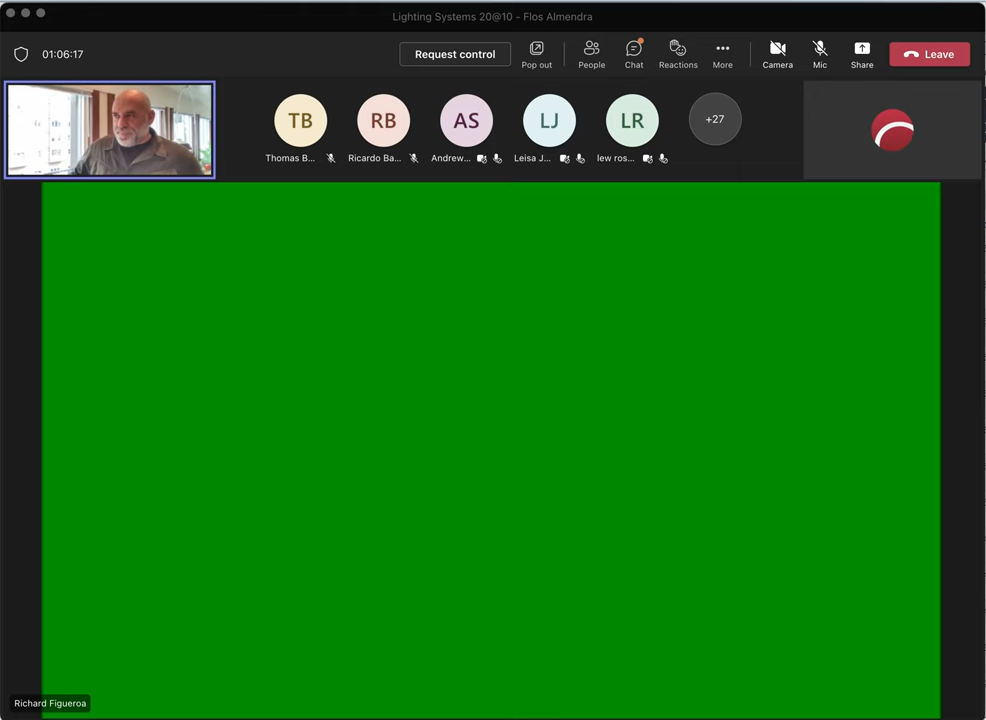 Lighting Systems 20@10 - Flos Almendra
01:06:17
Request control
Pop out
People
Chat
Reactions
More
Camera
Mic
Share
Leave
TB
RB
AS
LJ
LR
+27
Thomas B...
Ricardo Ba...
Andrew...
Leisa J...
lew ros...
Richard Figueroa